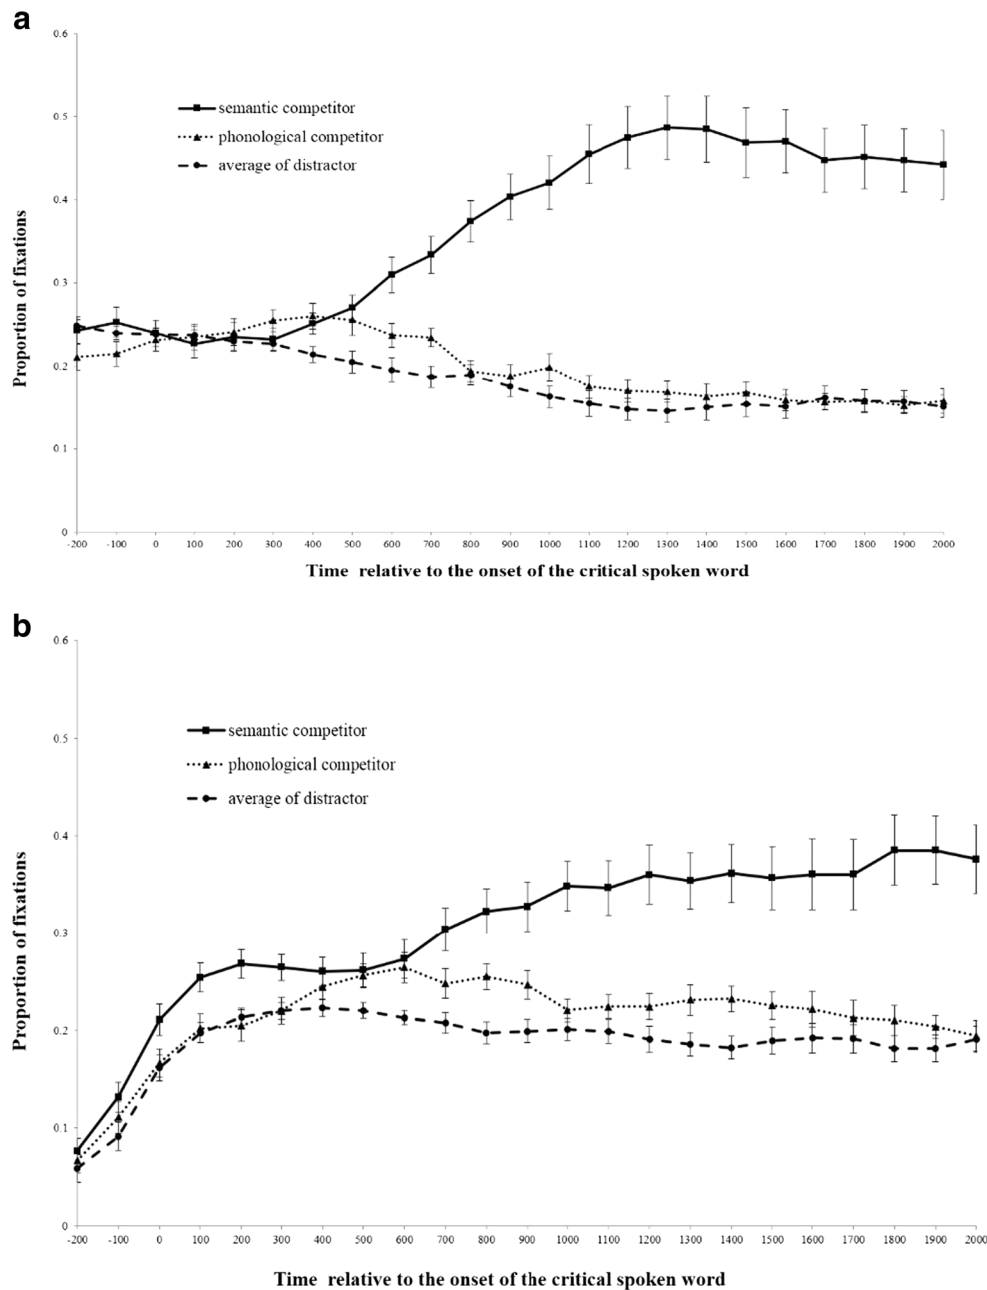 a
0.6
0.5
0.4
0.3
0.2
0.1
0
Proportion of fixations
semantic competitor
phonological competitor
average of distractor
-200 -100 0 100 200 300 400 500 600 700 800 900 1000 1100 1200 1300 1400 1500 1600 1700 1800 1900 2000
Time relative to the onset of the critical spoken word
b
0.6
0.5
0.4
0.3
0.2
0.1
0
Proportion of fixations
semantic competitor
phonological competitor
average of distractor
-200 -100 0 100 200 300 400 500 600 700 800 900 1000 1100 1200 1300 1400 1500 1600 1700 1800 1900 2000
Time relative to the onset of the critical spoken word